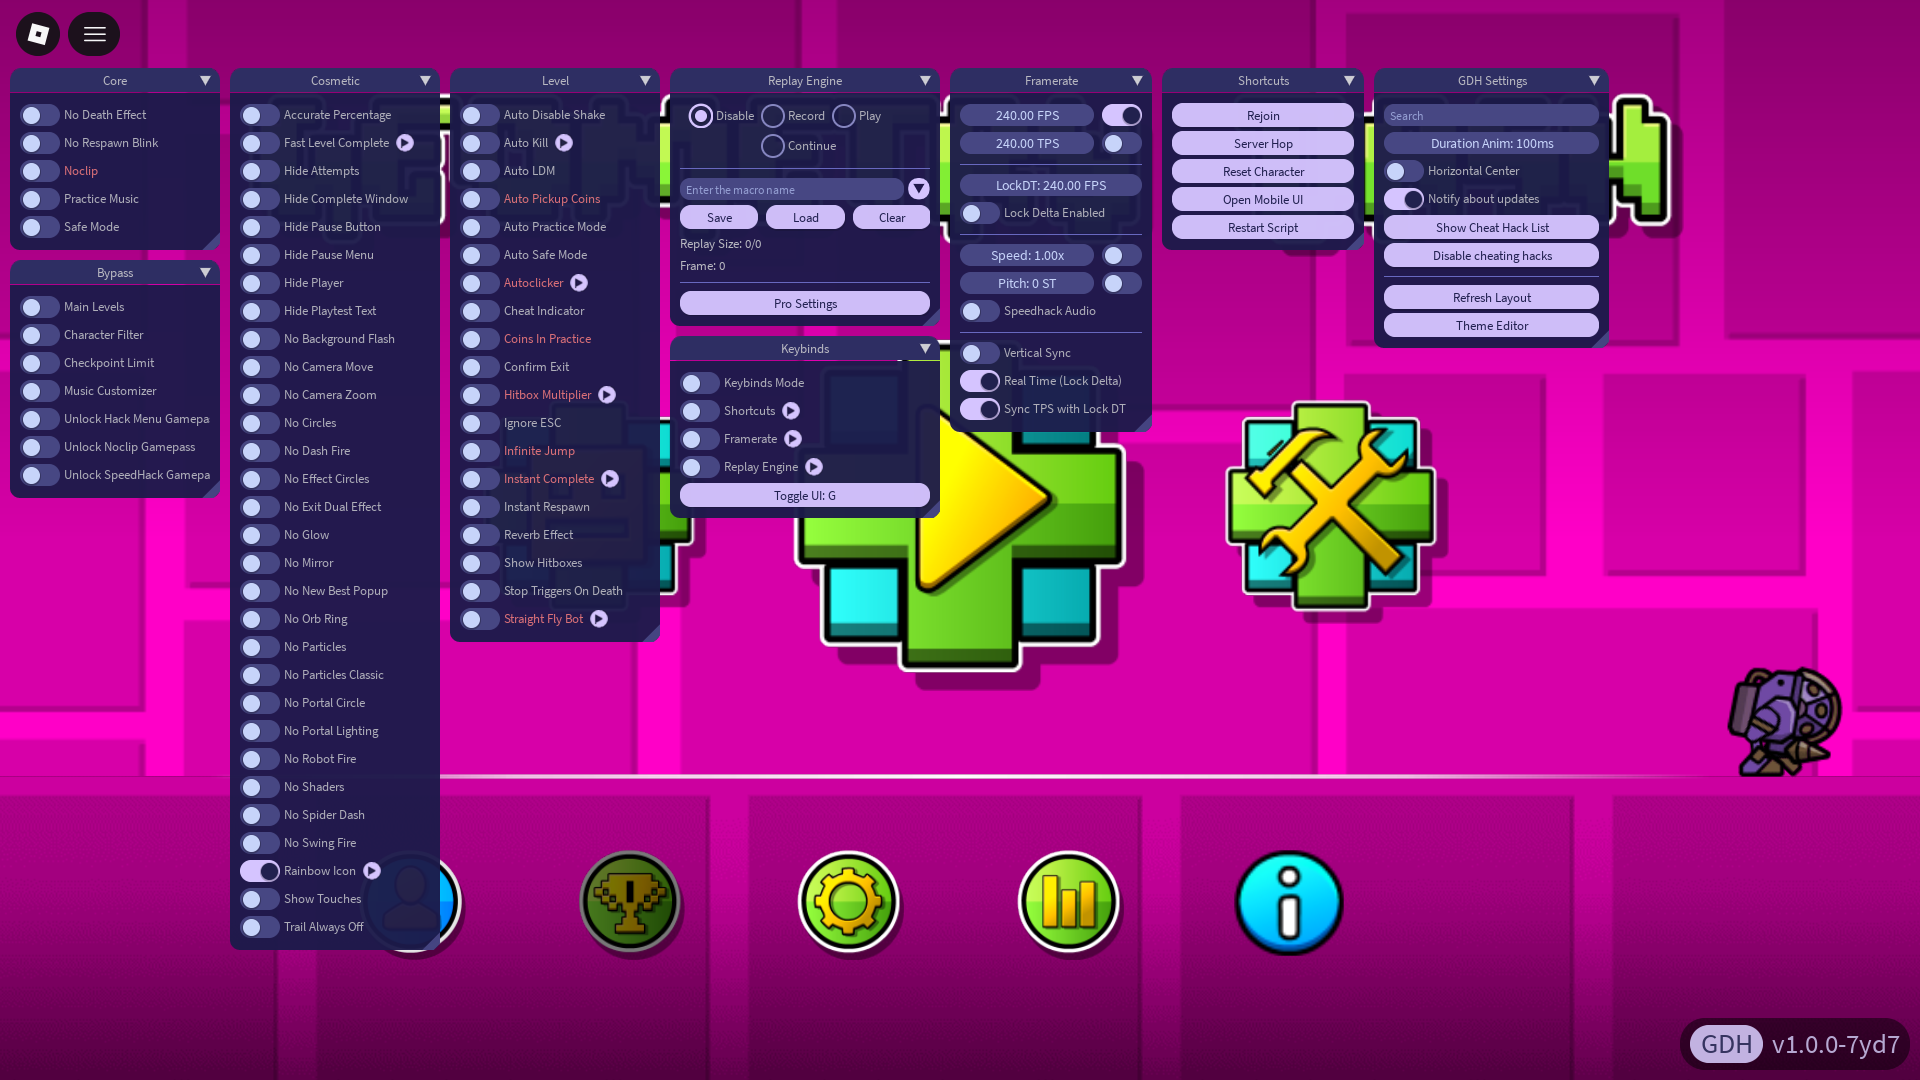 Core
No Death Effect
No Respawn Blink
Noclip
Practice Music
Safe Mode
Bypass
Main Levels
Character Filter
Checkpoint Limit
Music Customizer
Unlock Hack Menu Gamepa
Unlock Noclip Gamepass
Unlock SpeedHack Gamepa
Cosmetic
Accurate Percentage
Fast Level Complete
Hide Attempts
Hide Complete Window
Hide Pause Button
Hide Pause Menu
Hide Player
Hide Playtest Text
No Background Flash
No Camera Move
No Camera Zoom
No Circles
No Dash Fire
No Effect Circles
No Exit Dual Effect
No Glow
No Mirror
No New Best Popup
No Orb Ring
No Particles
No Particles Classic
No Portal Circle
No Portal Lighting
No Robot Fire
No Shaders
No Spider Dash
No Swing Fire
Rainbow Icon
Show Touches
Trail Always Off
Level
Auto Disable Shake
Auto Kill
Auto LDM
Auto Pickup Coins
Auto Practice Mode
Auto Safe Mode
Autoclicker
Cheat Indicator
Coins In Practice
Confirm Exit
Hitbox Multiplier
Ignore ESC
Infinite Jump
Instant Complete
Instant Respawn
Reverb Effect
Show Hitboxes
Stop Triggers On Death
Straight Fly Bot
Replay Engine
Disable Record Play
Continue
Enter the macro name
Save Load Clear
Replay Size: 0/0
Frame: 0
Pro Settings
Keybinds
Keybinds Mode
Shortcuts
Framerate
Replay Engine
Toggle UI: G
Framerate
240.00 FPS
240.00 TPS
LockDT: 240.00 FPS
Lock Delta Enabled
Speed: 1.00x
Pitch: 0 ST
Speedhack Audio
Vertical Sync
Real Time (Lock Delta)
Sync TPS with Lock DT
Shortcuts
Rejoin
Server Hop
Reset Character
Open Mobile UI
Restart Script
GDH Settings
Search
Duration Anim: 100ms
Horizontal Center
Notify about updates
Show Cheat Hack List
Disable cheating hacks
Refresh Layout
Theme Editor
GDH v1.0.0-7yd7